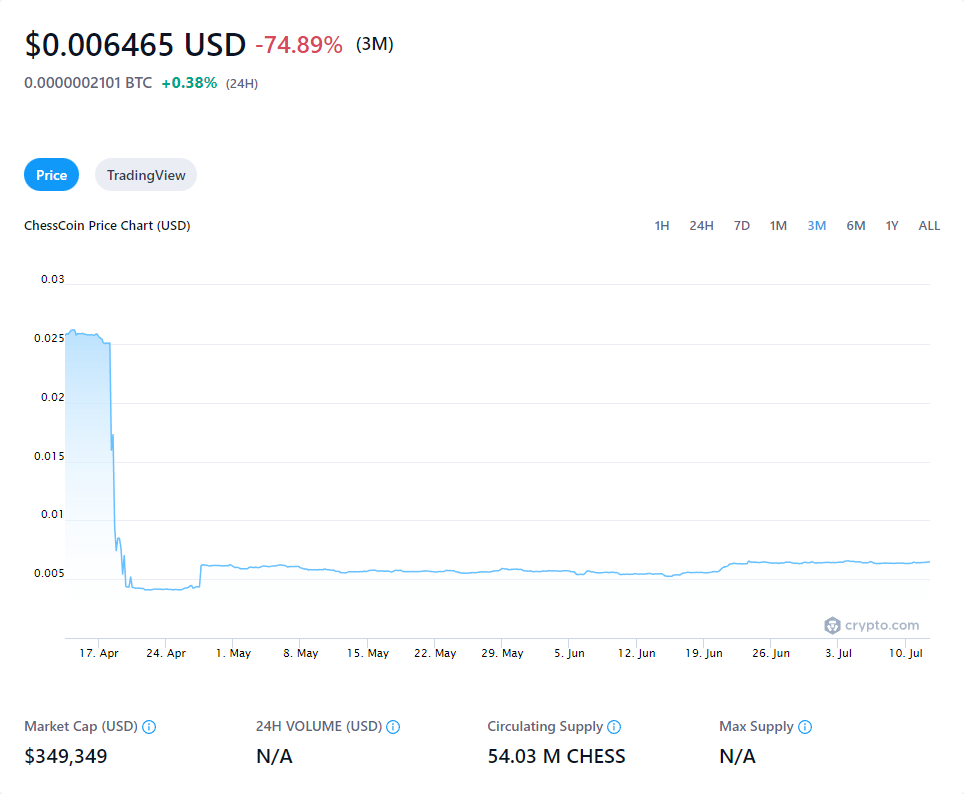 $0.006465 USD -74.89% (3M)
0.0000002101 BTC +0.38% (24H)
Price TradingView
ChessCoin Price Chart (USD) 1H 24H 7D 1M 3M 6M 1Y ALL
0.03
0.025
0.02
0.015
0.01
0.005
crypto.com
17. Apr 24. Apr 1. May 8. May 15. May 22. May 29. May 5. Jun 12. Jun 19. Jun 26. Jun 3. Jul 10. Jul
Market Cap (USD) 24H VOLUME (USD) Circulating Supply Max Supply
$349,349 N/A 54.03 M CHESS N/A